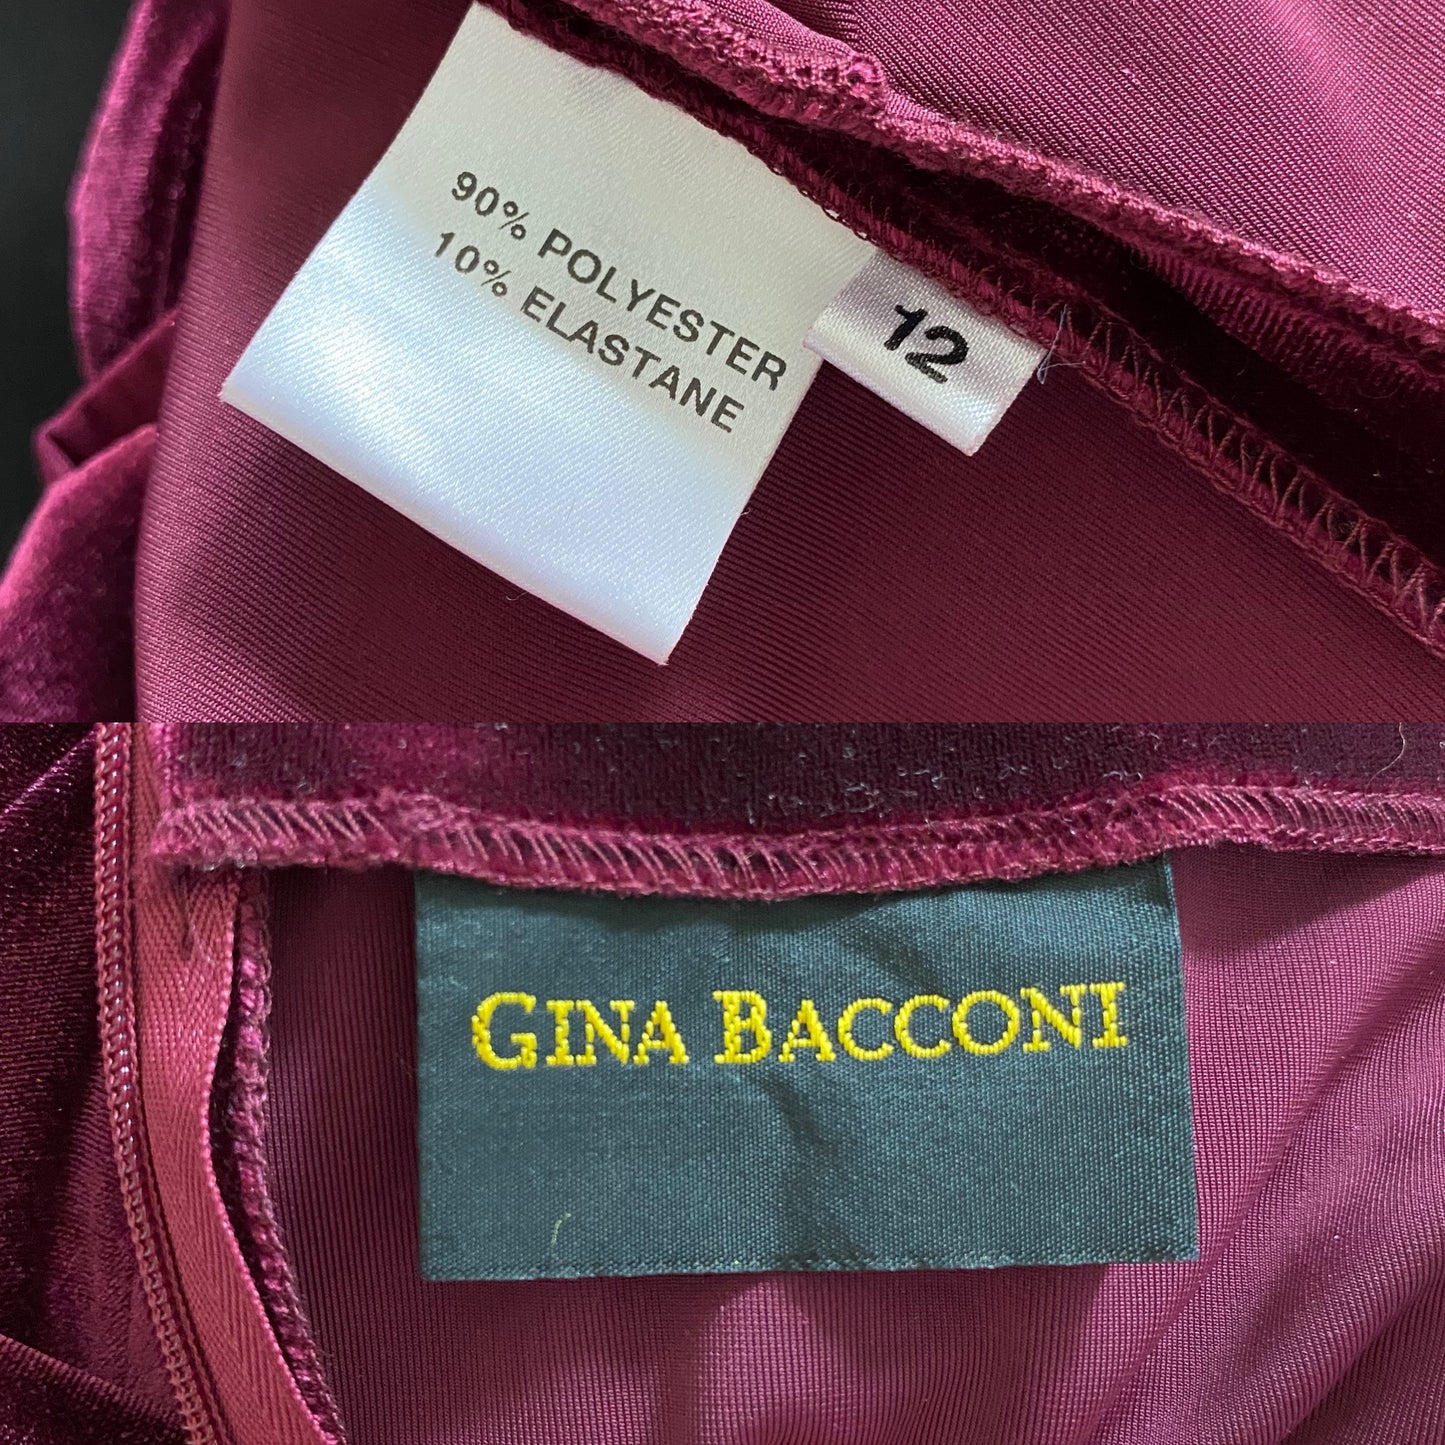 90% POLYESTER
10% ELASTANE
12
GINA BACCONI